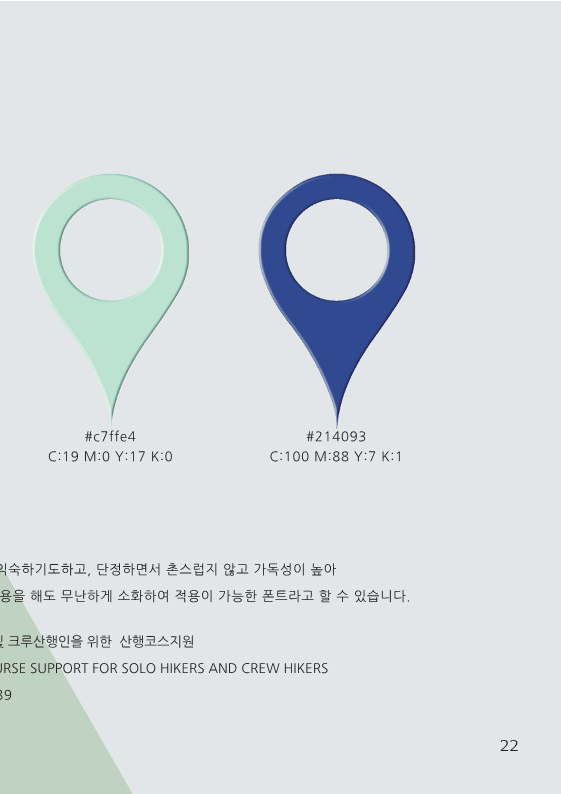 #c7ffe4
C:19 M:0 Y:17 K:0
#214093
C:100 M:88 Y:7 K:1
익숙하기도하고, 단정하면서 촌스럽지 않고 가독성이 높아
용을 해도 무난하게 소화하여 적용이 가능한 폰트라고 할 수 있습니다.
및 크루산행인을 위한 산행코스지원
URSE SUPPORT FOR SOLO HIKERS AND CREW HIKERS
39
22